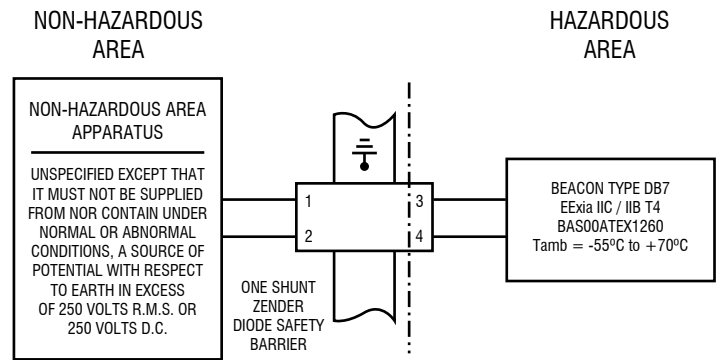 NON-HAZARDOUS
AREA
HAZARDOUS
AREA
NON-HAZARDOUS AREA
APPARATUS
UNSPECIFIED EXCEPT THAT
IT MUST NOT BE SUPPLIED
FROM NOR CONTAIN UNDER
NORMAL OR ABNORMAL
CONDITIONS, A SOURCE OF
POTENTIAL WITH RESPECT
TO EARTH IN EXCESS
OF 250 VOLTS R.M.S. OR
250 VOLTS D.C.
1
2
3
4
ONE SHUNT
ZENDER
DIODE SAFETY
BARRIER
BEACON TYPE DB7
EExia IIC / IIB T4
BAS00ATEX1260
Tamb = -55ºC to +70ºC